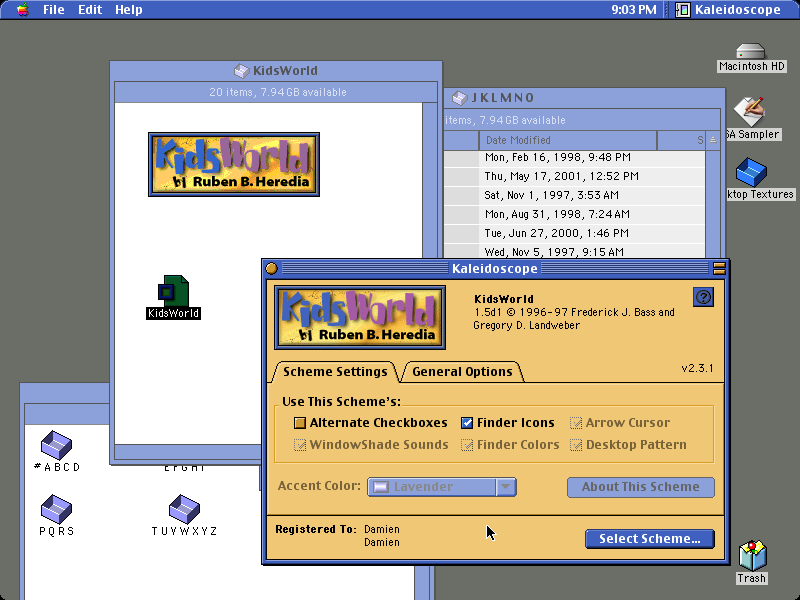 File Edit Help
9:03 PM
Kaleidoscope
Macintosh HD
SA Sampler
ktop Textures
Trash
KidsWorld
20 items, 7.94 GB available
KidsWorld
by Ruben B. Heredia
KidsWorld
JKLMNO
items, 7.94 GB available
Date Modified
S
Mon, Feb 16, 1998, 9:48 PM
Thu, May 17, 2001, 12:52 PM
Sat, Nov 1, 1997, 3:53 AM
Mon, Aug 31, 1998, 7:24 AM
Tue, Jun 27, 2000, 1:46 PM
Wed, Nov 5, 1997, 9:15 AM
#ABCD
EFGHI
PQRS
TUVWXYZ
Kaleidoscope
KidsWorld
by Ruben B. Heredia
KidsWorld
1.5d1 © 1996-97 Frederick J. Bass and
Gregory D. Landweber
?
Scheme Settings
General Options
v2.3.1
Use This Scheme's:
Alternate Checkboxes
Finder Icons
Arrow Cursor
WindowShade Sounds
Finder Colors
Desktop Pattern
Accent Color:
Lavender
About This Scheme
Registered To: Damien
Damien
Select Scheme...